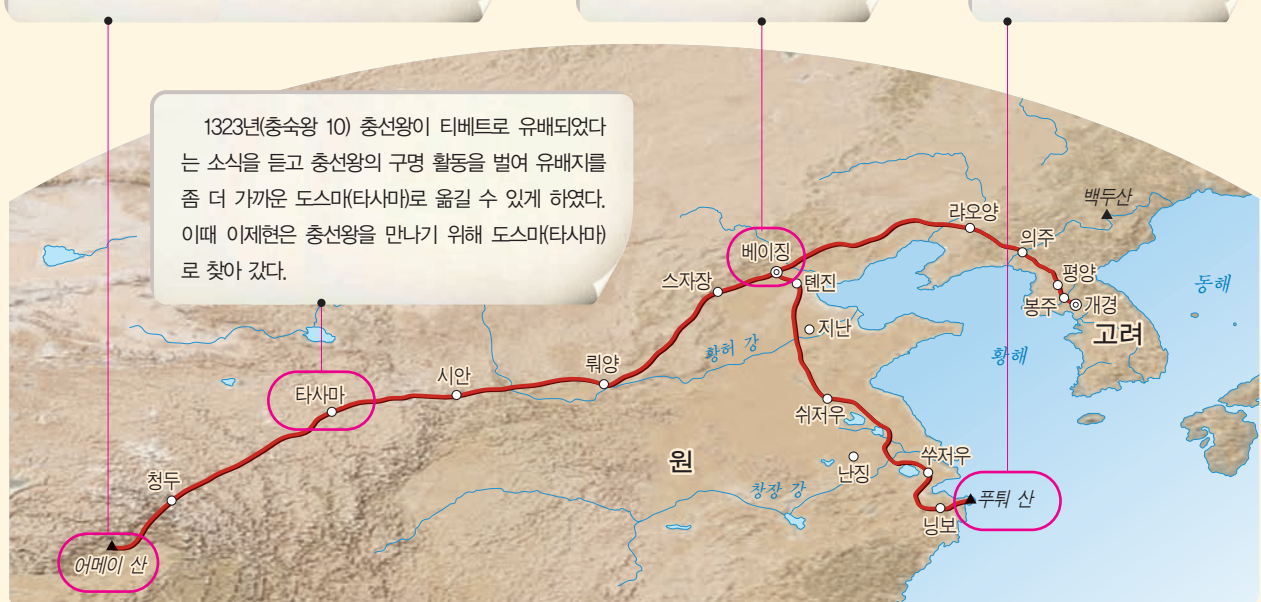 1323년(충숙왕 10) 충선왕이 티베트로 유배되었다
는 소식을 듣고 충선왕의 구명 활동을 벌여 유배지를
좀 더 가까운 도스마(타사마)로 옮길 수 있게 하였다.
이때 이제현은 충선왕을 만나기 위해 도스마(타사마)
로 찾아 갔다.
백두산
랴오양
의주
베이징
평양
스자장
톈진
동해
봉주
개경
지난
고려
황허 강
황해
뤄양
시안
타사마
쉬저우
원
쑤저우
난징
청두
창장 강
푸퉈 산
닝보
어메이 산